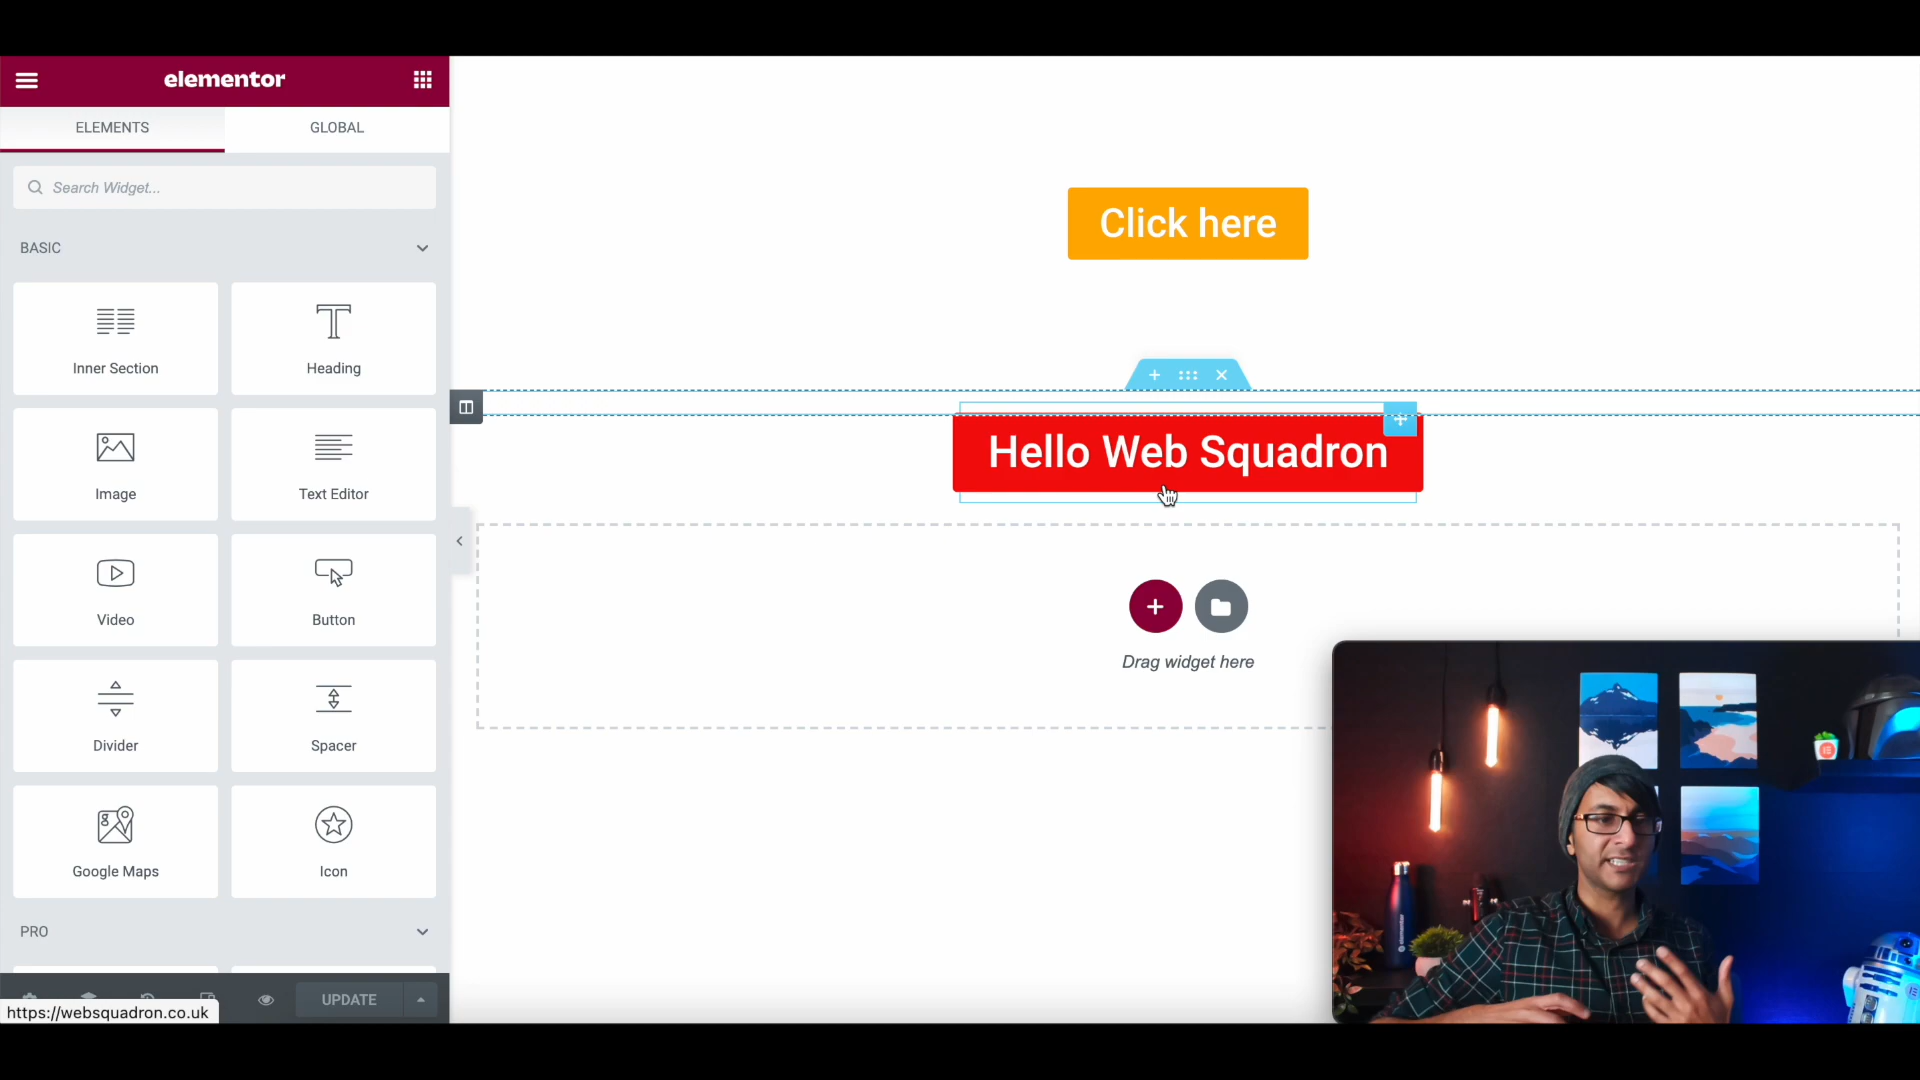 elementor
ELEMENTS
GLOBAL
Search Widget...
BASIC
Inner Section
Heading
Image
Text Editor
Video
Button
Divider
Spacer
Google Maps
Icon
PRO
UPDATE
https://websquadron.co.uk
Click here
Hello Web Squadron
Drag widget here
elementor